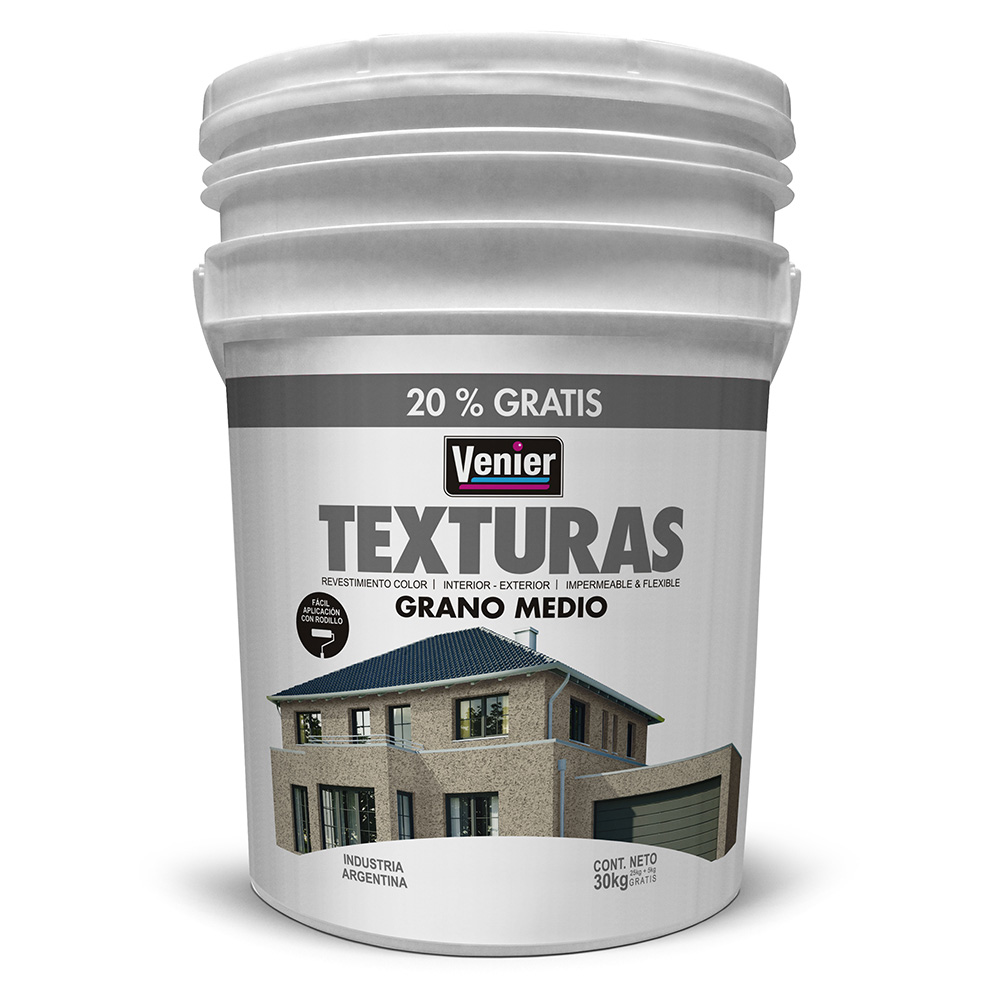 20 % GRATIS
Venier
TEXTURAS
REVESTIMIENTO COLOR | INTERIOR - EXTERIOR | IMPERMEABLE & FLEXIBLE
GRANO MEDIO
FÁCIL
APLICACIÓN
CON RODILLO
INDUSTRIA
ARGENTINA
CONT. NETO
30kg 25kg + 5kg
GRATIS